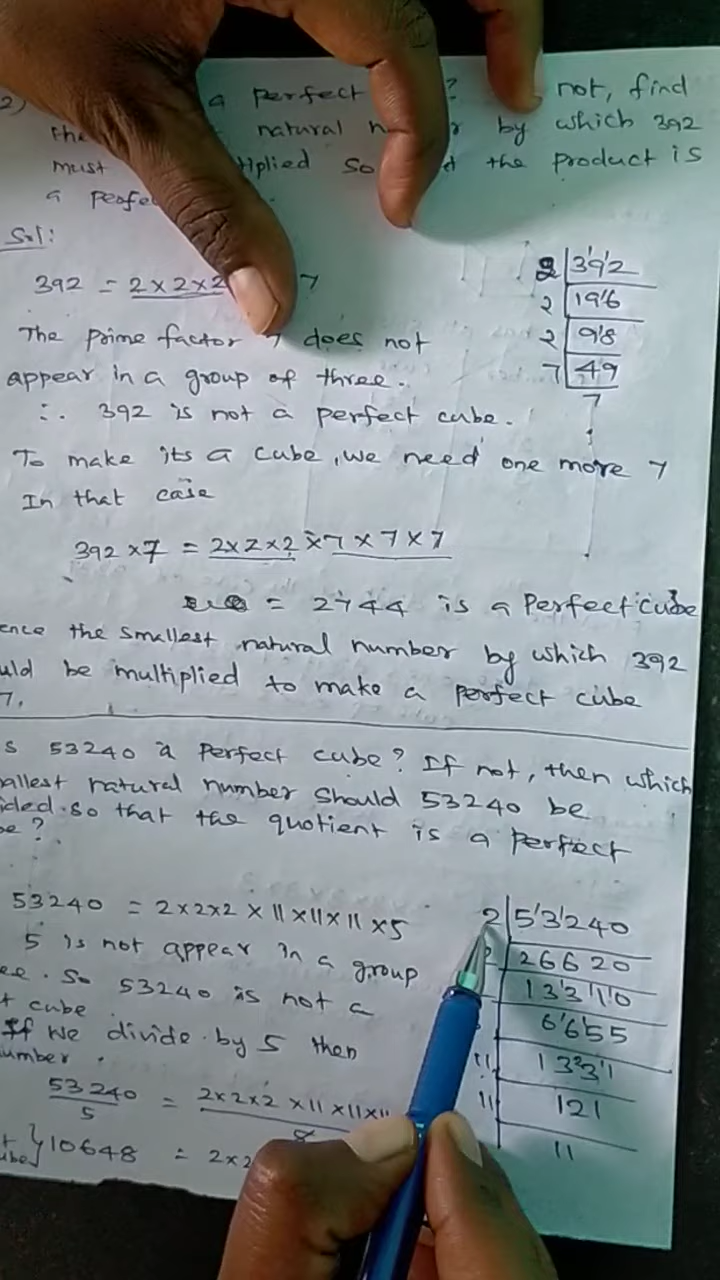 2) a perfect ? not, find
the natural by which 392
must so the product is
a
Sol:
392 = 2×2×2 7
The prime factor 7 does not
appear in a group of three.
∴ 392 is not a perfect cube.
To make its a cube, we need one more 7
In that case
392 × 7 = 2×2×2 × 7 × 7 × 7
= 2744 is a Perfect cube
ence the smallest natural number by which 392
uld be multiplied to make a perfect cube
7.
2 | 392
2 | 196
2 | 98
7 | 49
7
s 53240 a Perfect cube? If not, then which
allest natural number should 53240 be
ided so that the quotient is a perfect
be?
53240 = 2×2×2 × 11×11×11 ×5
5 is not appear in a group
ee. So 53240 is not a
t cube
If we divide by 5 then
umber.
53240/5 = 2×2×2 ×11 ×11×11
10648 = 2×2
2 | 53240
26620
13310
6655
11 | 1331
11 | 121
11